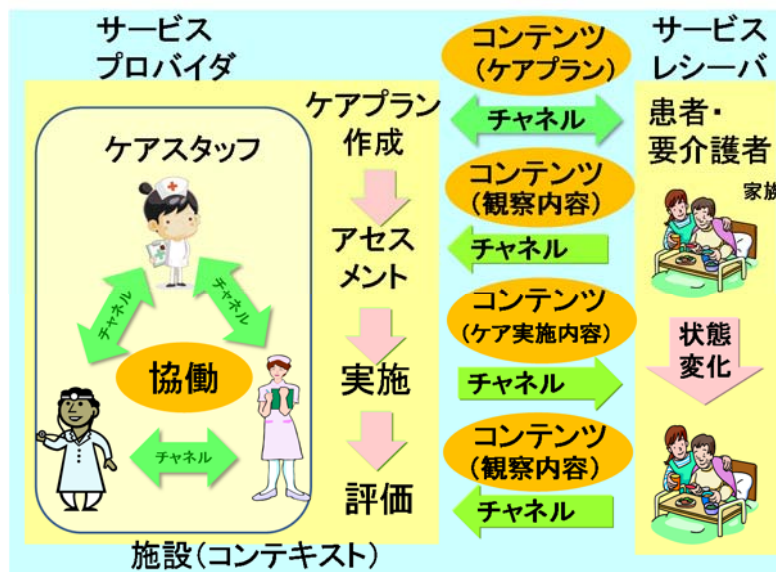 サービス
プロバイダ
ケアスタッフ
チャネル
チャネル
協働
チャネル
施設(コンテキスト)
ケアプラン
作成
アセス
メント
実施
評価
コンテンツ
(ケアプラン)
チャネル
コンテンツ
(観察内容)
チャネル
コンテンツ
(ケア実施内容)
チャネル
コンテンツ
(観察内容)
チャネル
サービス
レシーバ
患者・
要介護者
家族
状態
変化